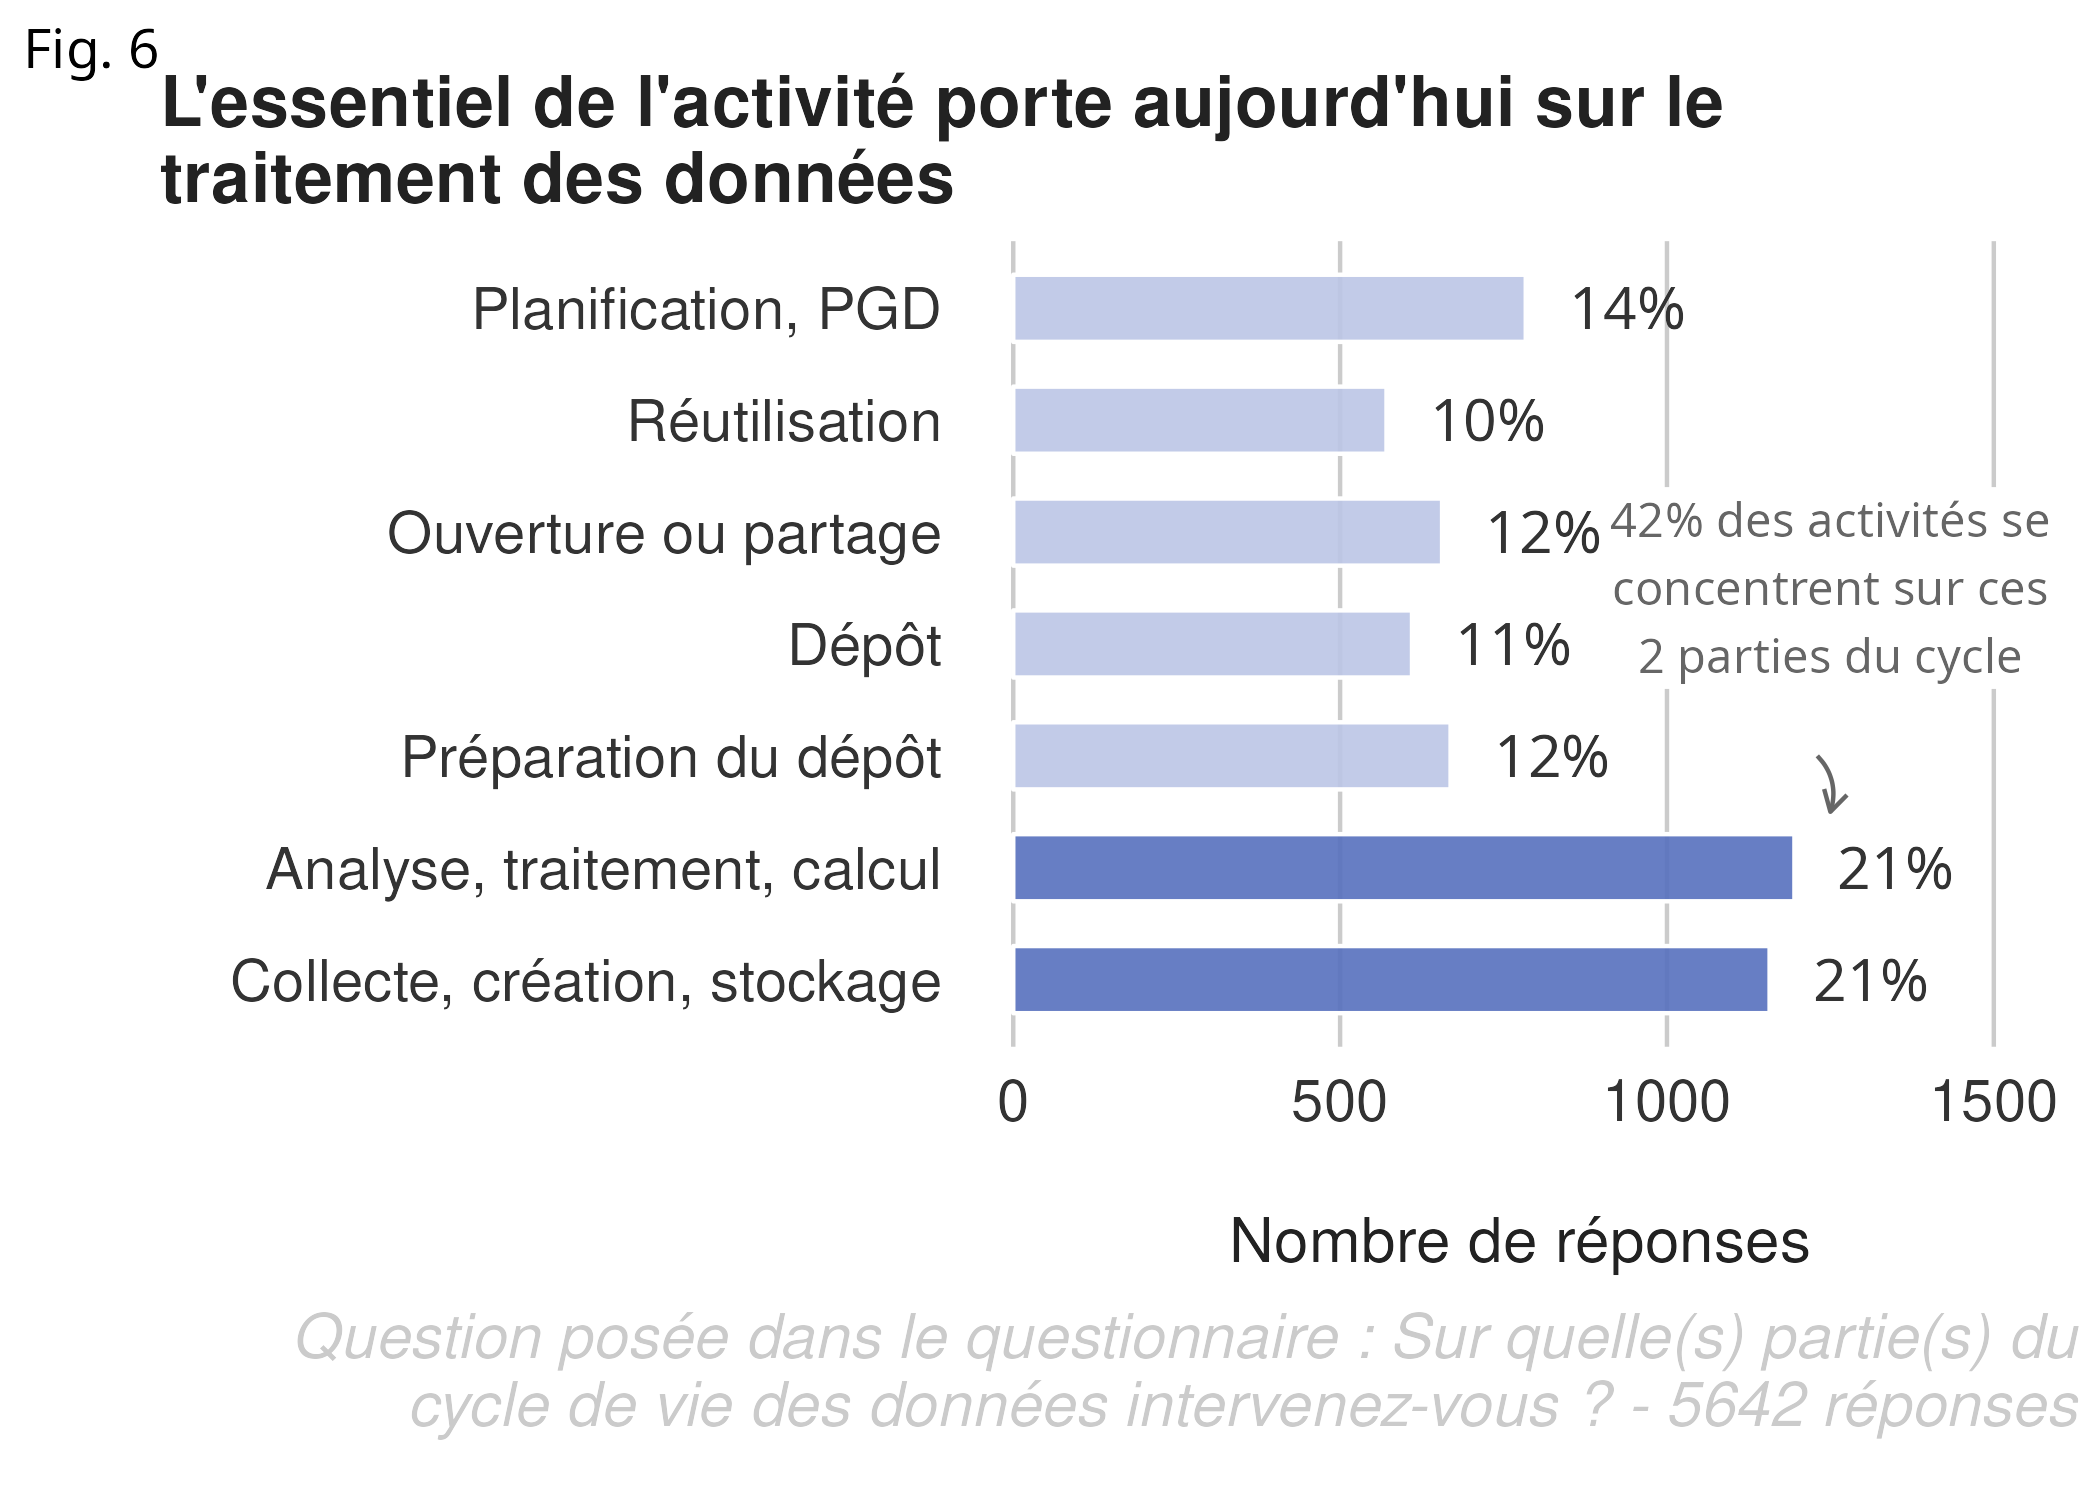 Fig. 6
L'essentiel de l'activité porte aujourd'hui sur le
traitement des données
Planification, PGD
14%
Réutilisation
10%
Ouverture ou partage
12%
42% des activités se
concentrent sur ces
2 parties du cycle
Dépôt
11%
Préparation du dépôt
12%
Analyse, traitement, calcul
21%
Collecte, création, stockage
21%
0 500 1000 1500
Nombre de réponses
Question posée dans le questionnaire : Sur quelle(s) partie(s) du
cycle de vie des données intervenez-vous ? - 5642 réponses